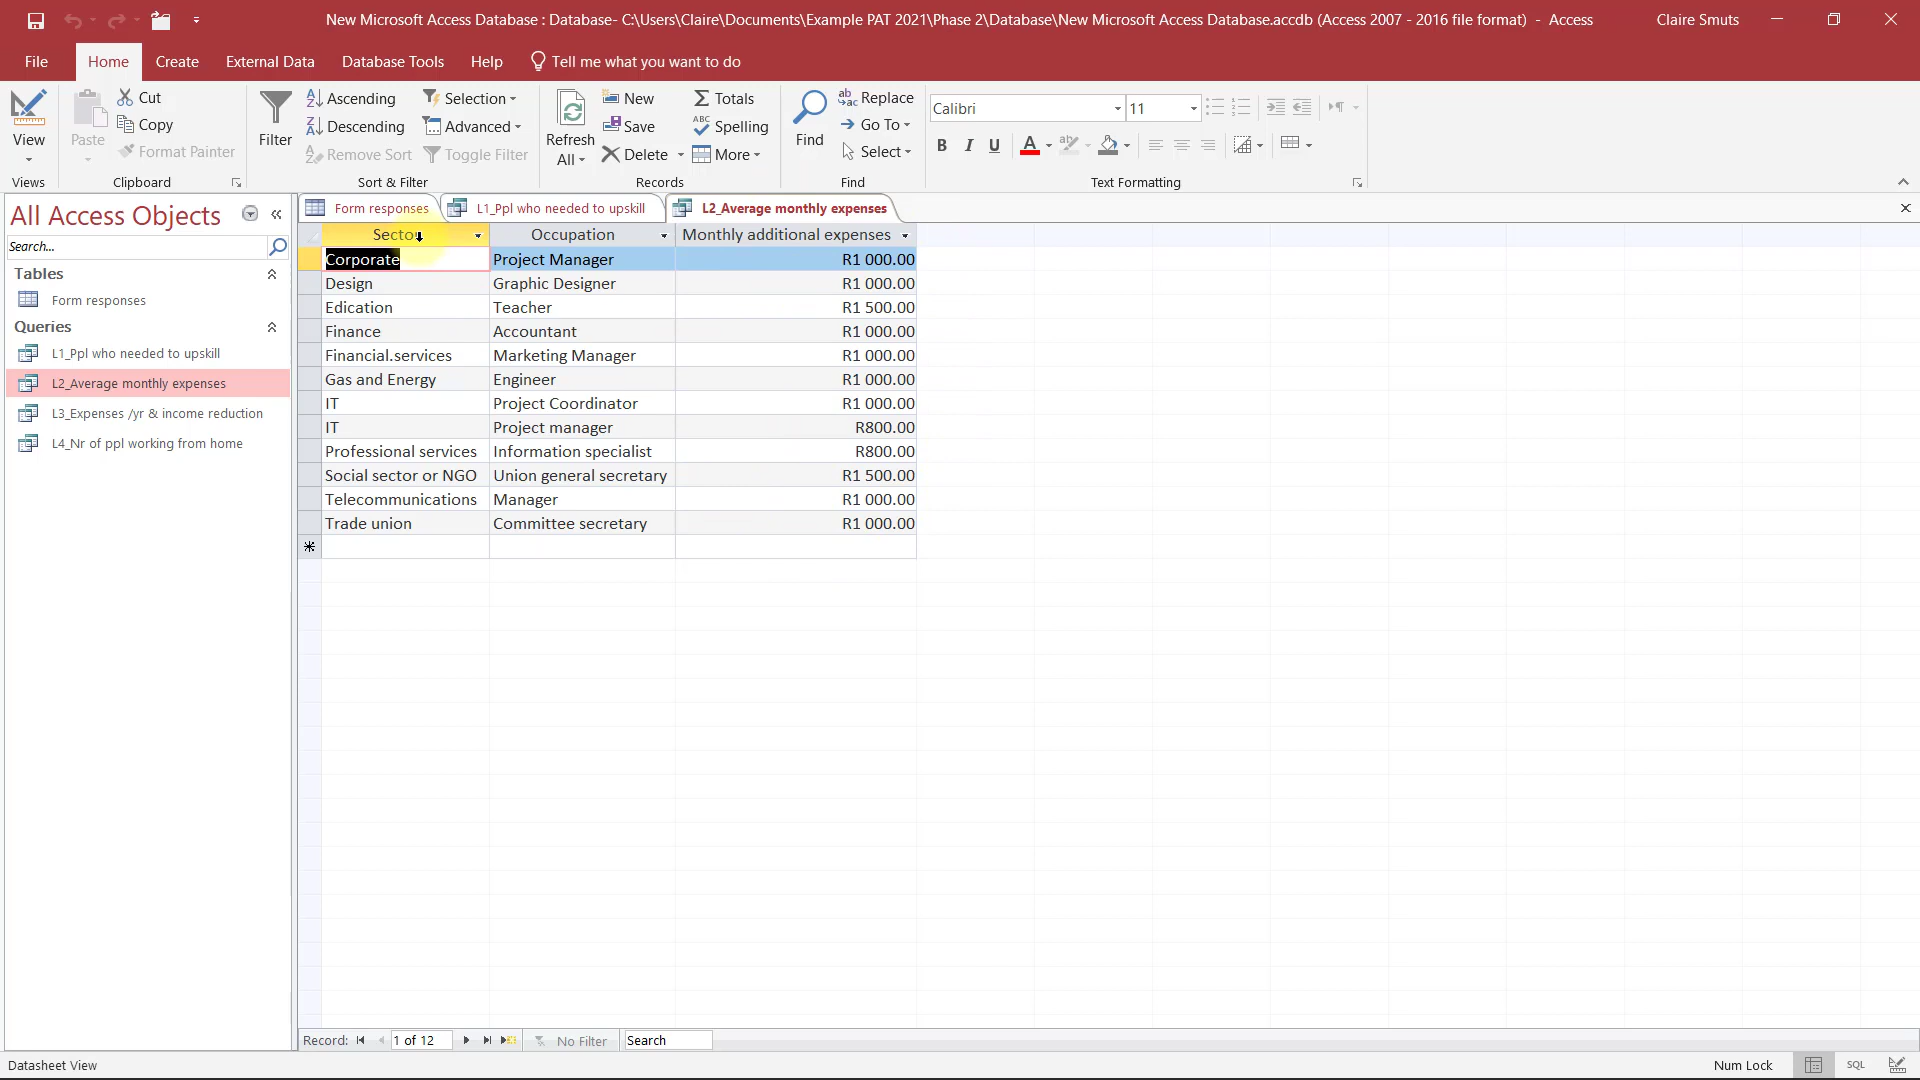 New Microsoft Access Database : Database- C:\Users\Claire\Documents\Example PAT 2021\Phase 2\Database\New Microsoft Access Database.accdb (Access 2007 - 2016 file format) - Access
Claire Smuts
File Home Create External Data Database Tools Help Tell me what you want to do
View
Views
Paste
Cut
Copy
Format Painter
Clipboard
Filter
Ascending
Descending
Remove Sort
Selection
Advanced
Toggle Filter
Sort & Filter
Refresh
All
New
Save
Delete
Totals
Spelling
More
Records
Find
Replace
Go To
Select
Find
Calibri 11
B I U A
Text Formatting
All Access Objects
Search...
Tables
Form responses
Queries
L1_Ppl who needed to upskill
L2_Average monthly expenses
L3_Expenses /yr & income reduction
L4_Nr of ppl working from home
Form responses L1_Ppl who needed to upskill L2_Average monthly expenses
Sector Occupation Monthly additional expenses
Corporate Project Manager R1 000.00
Design Graphic Designer R1 000.00
Edication Teacher R1 500.00
Finance Accountant R1 000.00
Financial.services Marketing Manager R1 000.00
Gas and Energy Engineer R1 000.00
IT Project Coordinator R1 000.00
IT Project manager R800.00
Professional services Information specialist R800.00
Social sector or NGO Union general secretary R1 500.00
Telecommunications Manager R1 000.00
Trade union Committee secretary R1 000.00
Record: 1 of 12 No Filter Search
Datasheet View
Num Lock
SQL